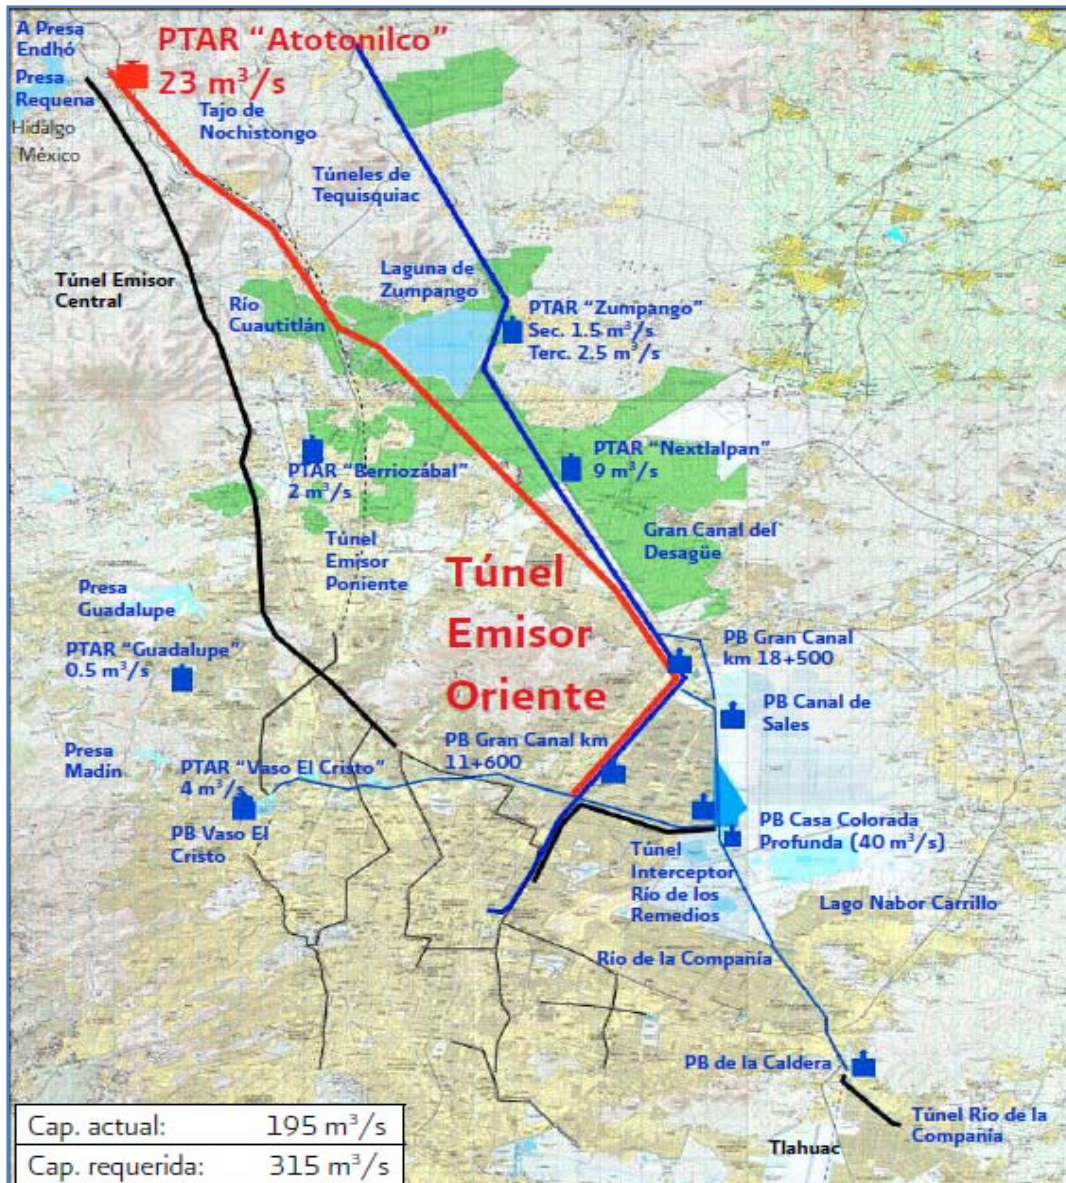 A Presa
Endhó
Presa
Requena
Hidalgo
México
PTAR "Atotonilco"
23 m³/s
Tajo de
Nochistongo
Túneles de
Tequisquiac
Túnel Emisor
Central
Río
Cuautitlán
Laguna de
Zumpango
PTAR "Zumpango"
Sec. 1.5 m³/s
Terc. 2.5 m³/s
PTAR "Berriozábal"
2 m³/s
PTAR "Nextlalpan"
9 m³/s
Túnel
Emisor
Poniente
Gran Canal del
Desagüe
Túnel
Emisor
Oriente
Presa
Guadalupe
PTAR "Guadalupe"
0.5 m³/s
PB Gran Canal
km 18+500
PB Canal de
Sales
PB Gran Canal km
11+600
Presa
Madín
PTAR "Vaso El Cristo"
4 m³/s
PB Vaso El
Cristo
PB Casa Colorada
Profunda (40 m³/s)
Túnel
Interceptor
Río de los
Remedios
Lago Nabor Carrillo
Río de la Compañía
PB de la Caldera
Túnel Río de la
Compañía
Tlahuac
Cap. actual: 195 m³/s
Cap. requerida: 315 m³/s